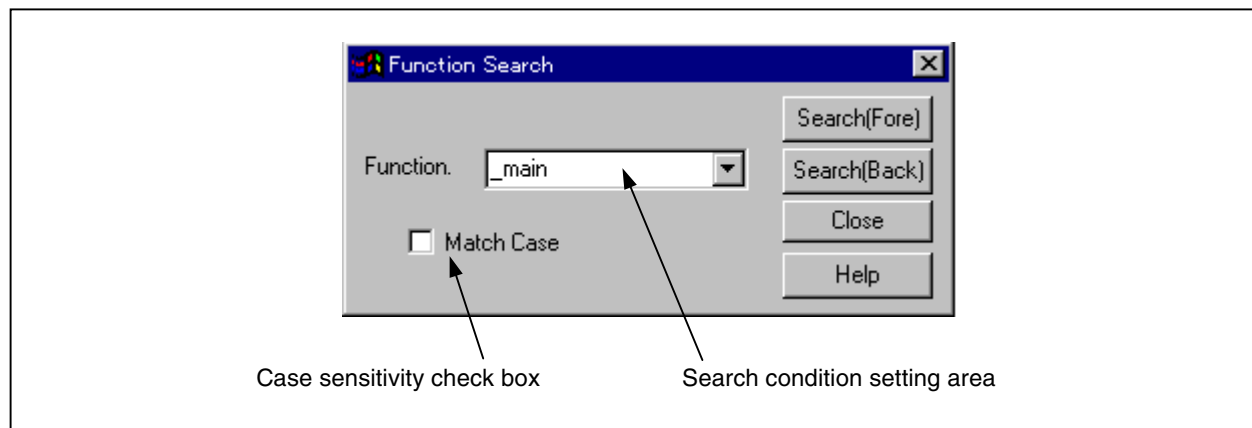 Function Search
Search(Fore)
Function. _main
Search(Back)
Close
Match Case
Help
Case sensitivity check box
Search condition setting area